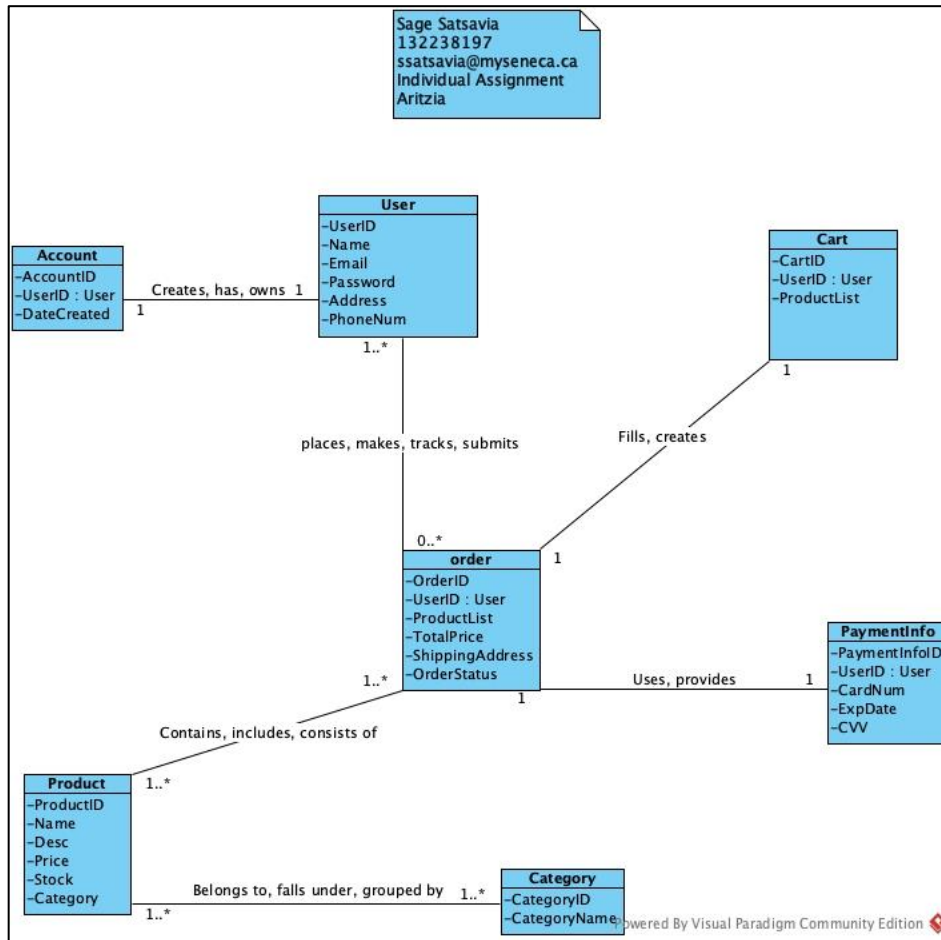 Sage Satsavia
132238197
ssatsavia@myseneca.ca
Individual Assignment
Aritzia
User
-UserID
-Name
-Email
-Password
-Address
-PhoneNum
Account
-AccountID
-UserID : User
-DateCreated
Creates, has, owns
1
1
Cart
-CartID
-UserID : User
-ProductList
1..*
1
places, makes, tracks, submits
Fills, creates
0..*
1
order
-OrderID
-UserID : User
-ProductList
-TotalPrice
-ShippingAddress
-OrderStatus
PaymentInfo
-PaymentInfoID
-UserID : User
-CardNum
-ExpDate
-CVV
1..*
1
Uses, provides
1
Contains, includes, consists of
1..*
Product
-ProductID
-Name
-Desc
-Price
-Stock
-Category
Belongs to, falls under, grouped by
1..*
1..*
Category
-CategoryID
-CategoryName
Powered By Visual Paradigm Community Edition